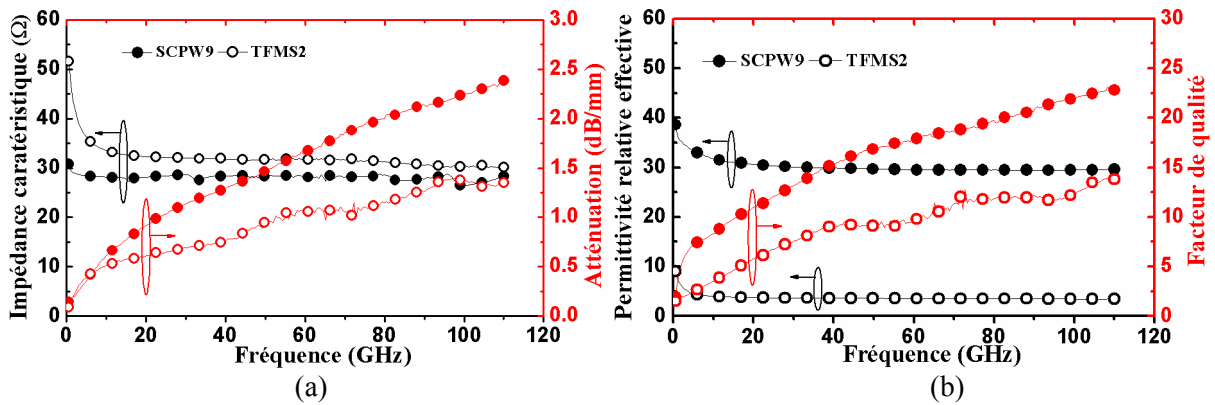 Impédance caratéristique (Ω)
60
50
40
30
20
10
0
SCPW9
TFMS2
3.0
2.5
2.0
1.5
1.0
0.5
0.0
Atténuation (dB/mm)
0 20 40 60 80 100 120
Fréquence (GHz)
(a)
Permittivité relative effective
60
50
40
30
20
10
0
SCPW9
TFMS2
30
25
20
15
10
5
0
Facteur de qualité
0 20 40 60 80 100 120
Fréquence (GHz)
(b)